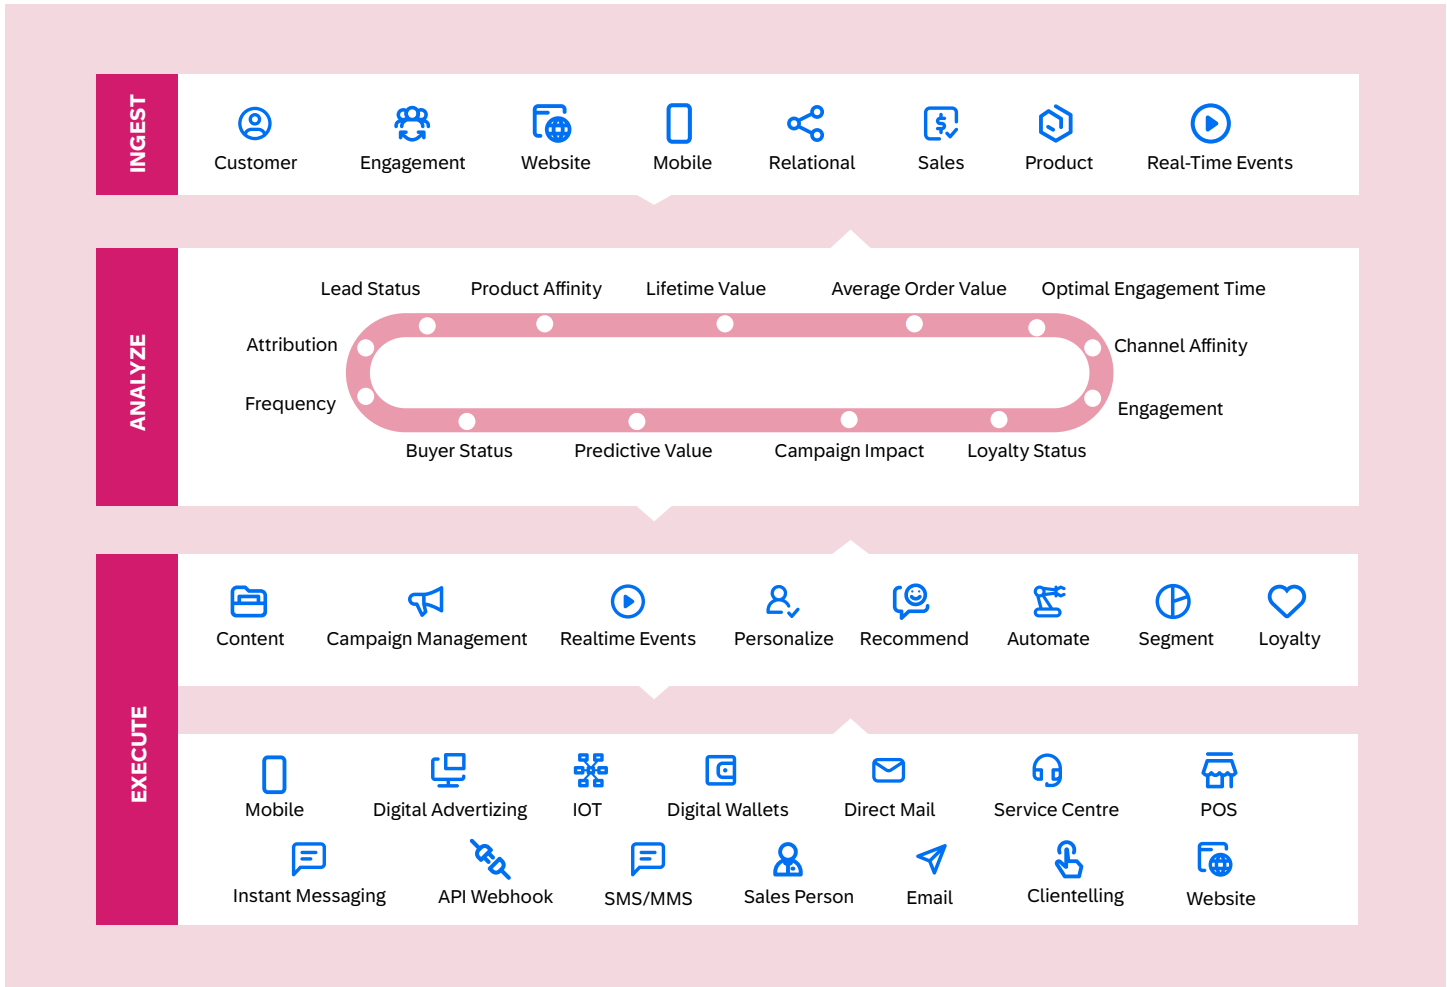 INGEST
Customer
Engagement
Website
Mobile
Relational
Sales
Product
Real-Time Events
ANALYZE
Lead Status
Product Affinity
Lifetime Value
Average Order Value
Optimal Engagement Time
Attribution
Channel Affinity
Frequency
Engagement
Buyer Status
Predictive Value
Campaign Impact
Loyalty Status
EXECUTE
Content
Campaign Management
Realtime Events
Personalize
Recommend
Automate
Segment
Loyalty
Mobile
Digital Advertizing
IOT
Digital Wallets
Direct Mail
Service Centre
POS
Instant Messaging
API Webhook
SMS/MMS
Sales Person
Email
Clientelling
Website